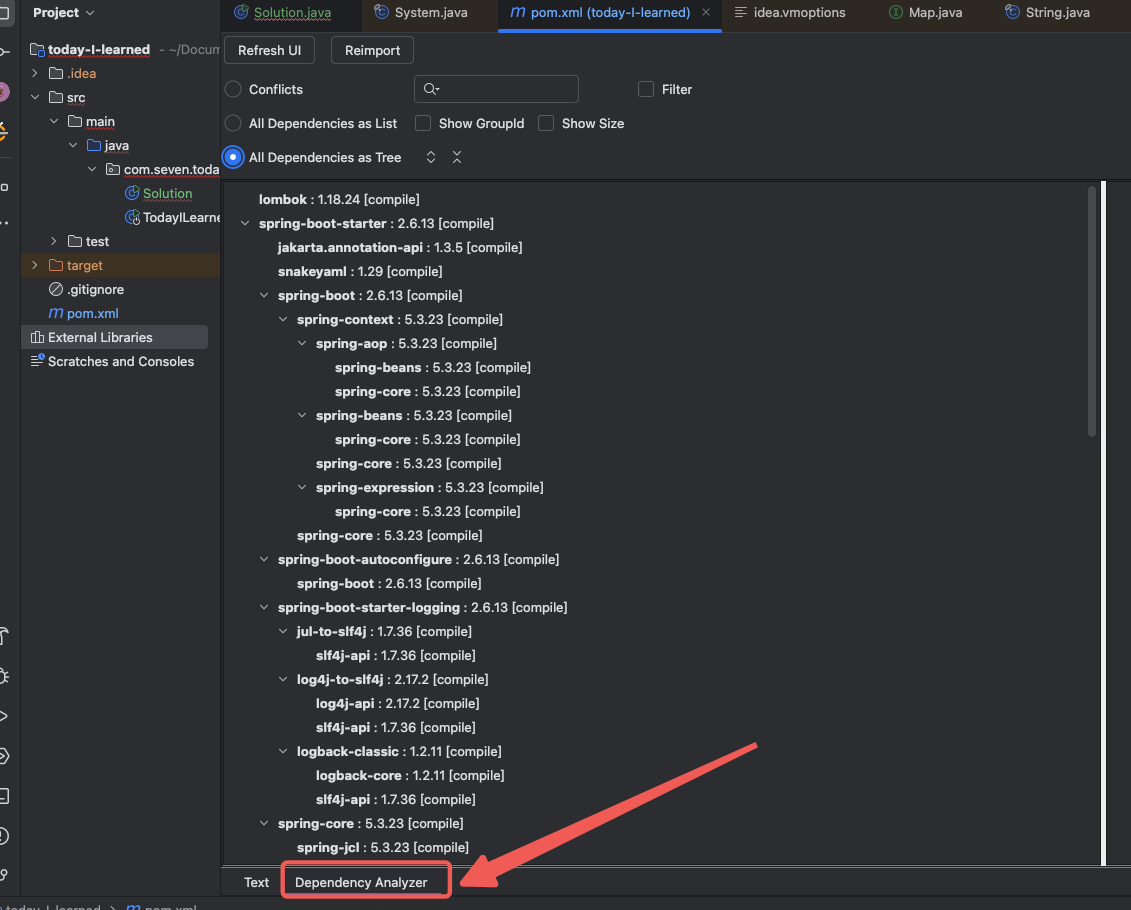 Solution.java System.java pom.xml (today-I-learned) idea.vmoptions Map.java String.java
Project
today-I-learned - ~/Docum
.idea
src
main
java
com.seven.toda
Solution
TodayILearne
test
target
.gitignore
pom.xml
External Libraries
Scratches and Consoles
Refresh UI Reimport
Conflicts Filter
All Dependencies as List Show GroupId Show Size
All Dependencies as Tree
lombok : 1.18.24 [compile]
spring-boot-starter : 2.6.13 [compile]
jakarta.annotation-api : 1.3.5 [compile]
snakeyaml : 1.29 [compile]
spring-boot : 2.6.13 [compile]
spring-context : 5.3.23 [compile]
spring-aop : 5.3.23 [compile]
spring-beans : 5.3.23 [compile]
spring-core : 5.3.23 [compile]
spring-beans : 5.3.23 [compile]
spring-core : 5.3.23 [compile]
spring-core : 5.3.23 [compile]
spring-expression : 5.3.23 [compile]
spring-core : 5.3.23 [compile]
spring-core : 5.3.23 [compile]
spring-boot-autoconfigure : 2.6.13 [compile]
spring-boot : 2.6.13 [compile]
spring-boot-starter-logging : 2.6.13 [compile]
jul-to-slf4j : 1.7.36 [compile]
slf4j-api : 1.7.36 [compile]
log4j-to-slf4j : 2.17.2 [compile]
log4j-api : 2.17.2 [compile]
slf4j-api : 1.7.36 [compile]
logback-classic : 1.2.11 [compile]
logback-core : 1.2.11 [compile]
slf4j-api : 1.7.36 [compile]
spring-core : 5.3.23 [compile]
spring-jcl : 5.3.23 [compile]
Text Dependency Analyzer
today-I-learned > pom.xml